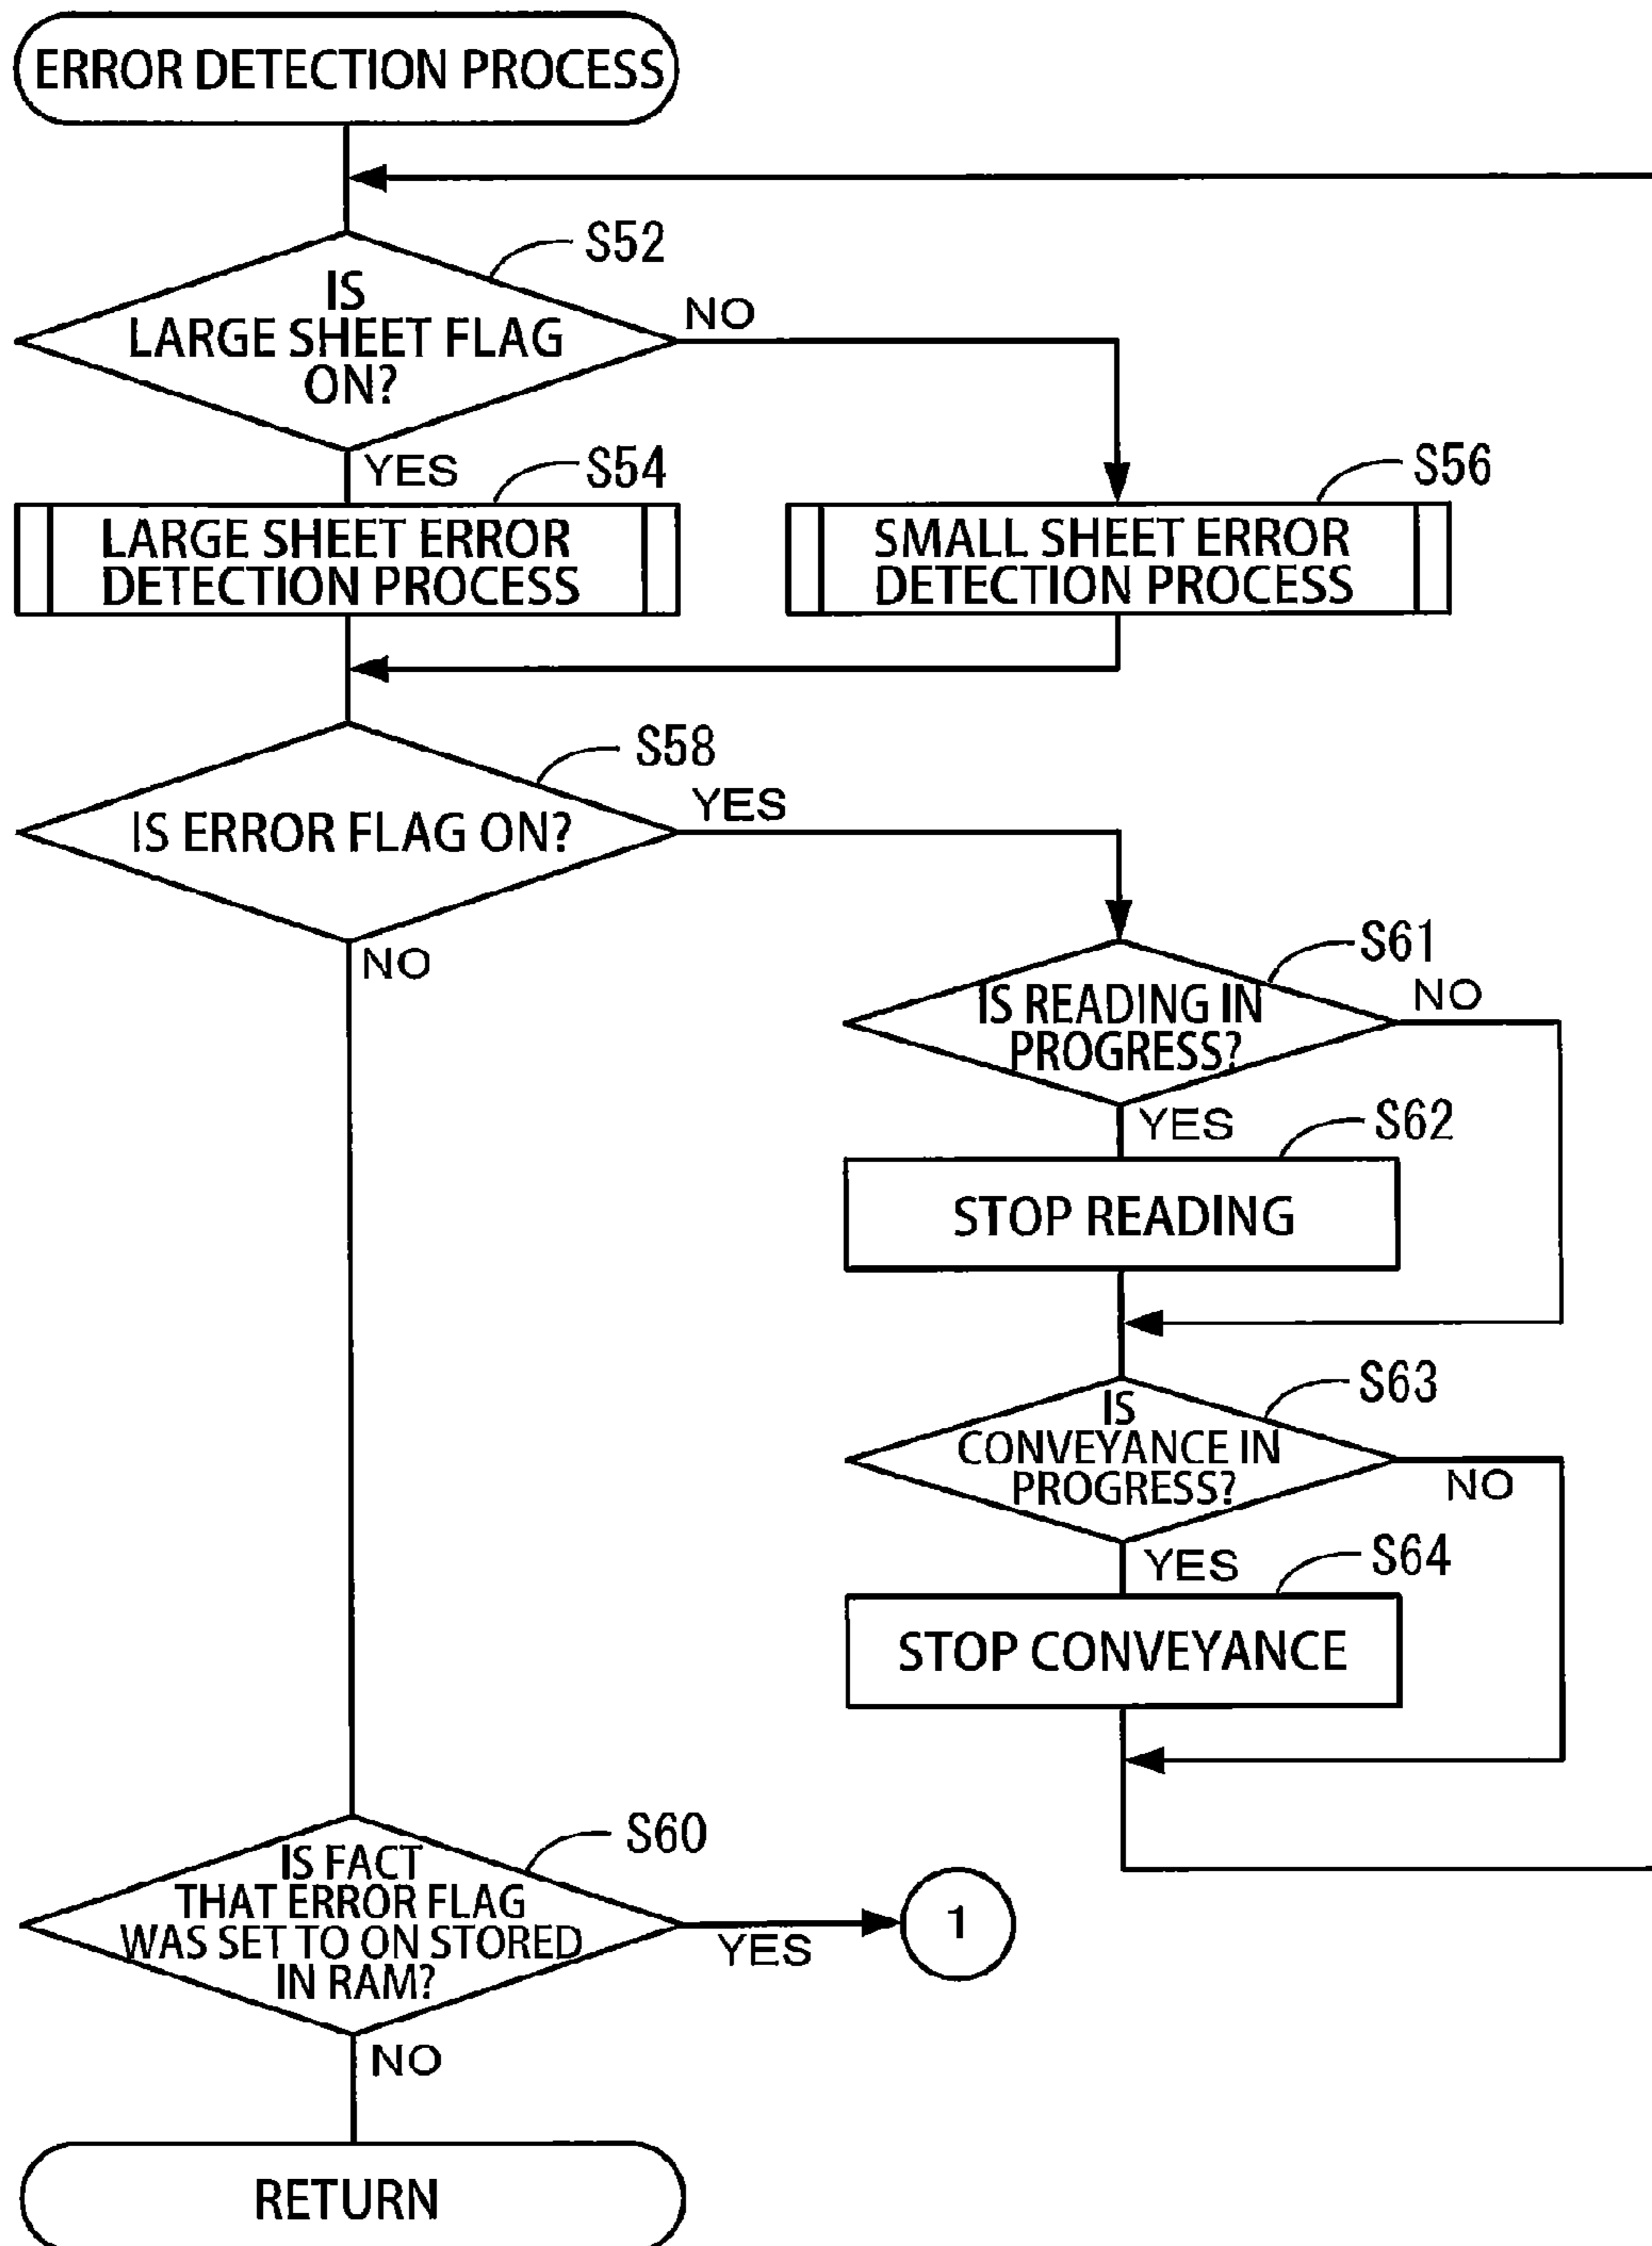 ERROR DETECTION PROCESS
S52
IS
LARGE SHEET FLAG
ON?
NO
YES
S54
LARGE SHEET ERROR
DETECTION PROCESS
S56
SMALL SHEET ERROR
DETECTION PROCESS
S58
IS ERROR FLAG ON?
YES
NO
S61
IS READING IN
PROGRESS?
NO
YES
S62
STOP READING
S63
IS
CONVEYANCE IN
PROGRESS?
NO
YES
S64
STOP CONVEYANCE
S60
IS FACT
THAT ERROR FLAG
WAS SET TO ON STORED
IN RAM?
YES
1
NO
RETURN